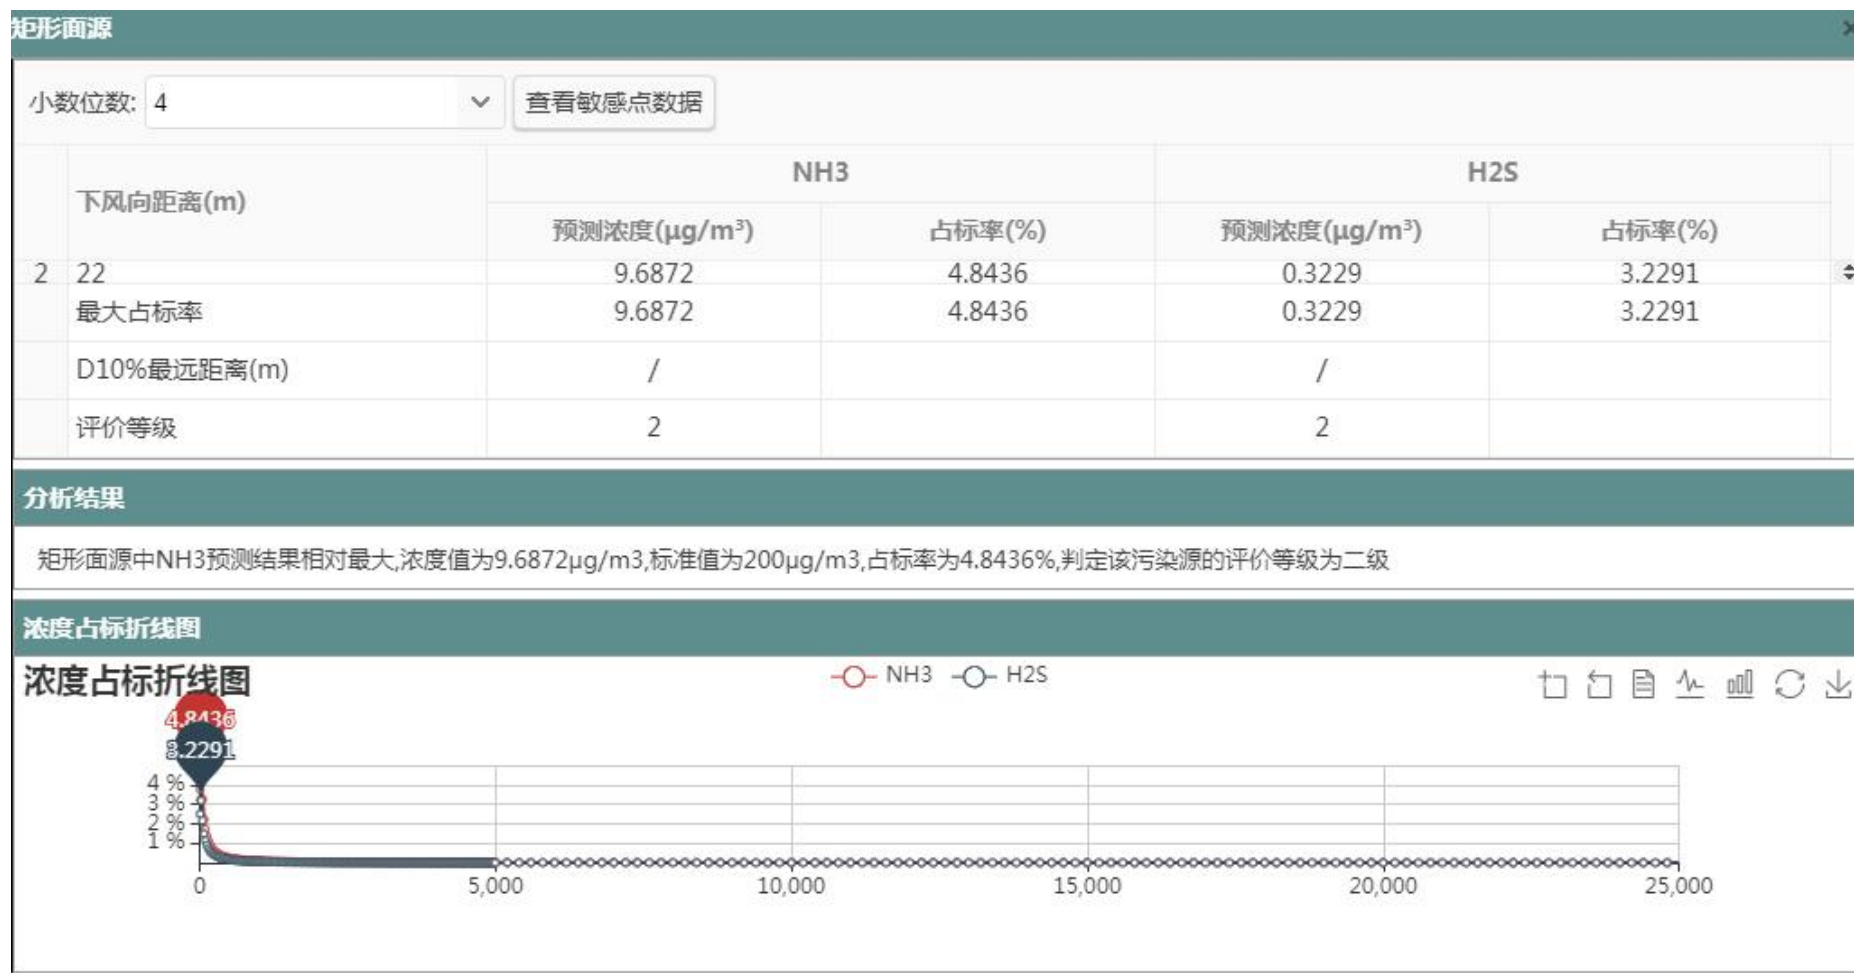 矩形面源
小数位数: 4 查看敏感点数据
下风向距离(m) NH3 H2S
预测浓度(μg/m³) 占标率(%) 预测浓度(μg/m³) 占标率(%)
2 22 9.6872 4.8436 0.3229 3.2291
最大占标率 9.6872 4.8436 0.3229 3.2291
D10%最远距离(m) / /
评价等级 2 2
分析结果
矩形面源中NH3预测结果相对最大,浓度值为9.6872μg/m3,标准值为200μg/m3,占标率为4.8436%,判定该污染源的评价等级为二级
浓度占标折线图
浓度占标折线图 NH3 H2S
4.8436
3.2291
4 %
3 %
2 %
1 %
0 5,000 10,000 15,000 20,000 25,000